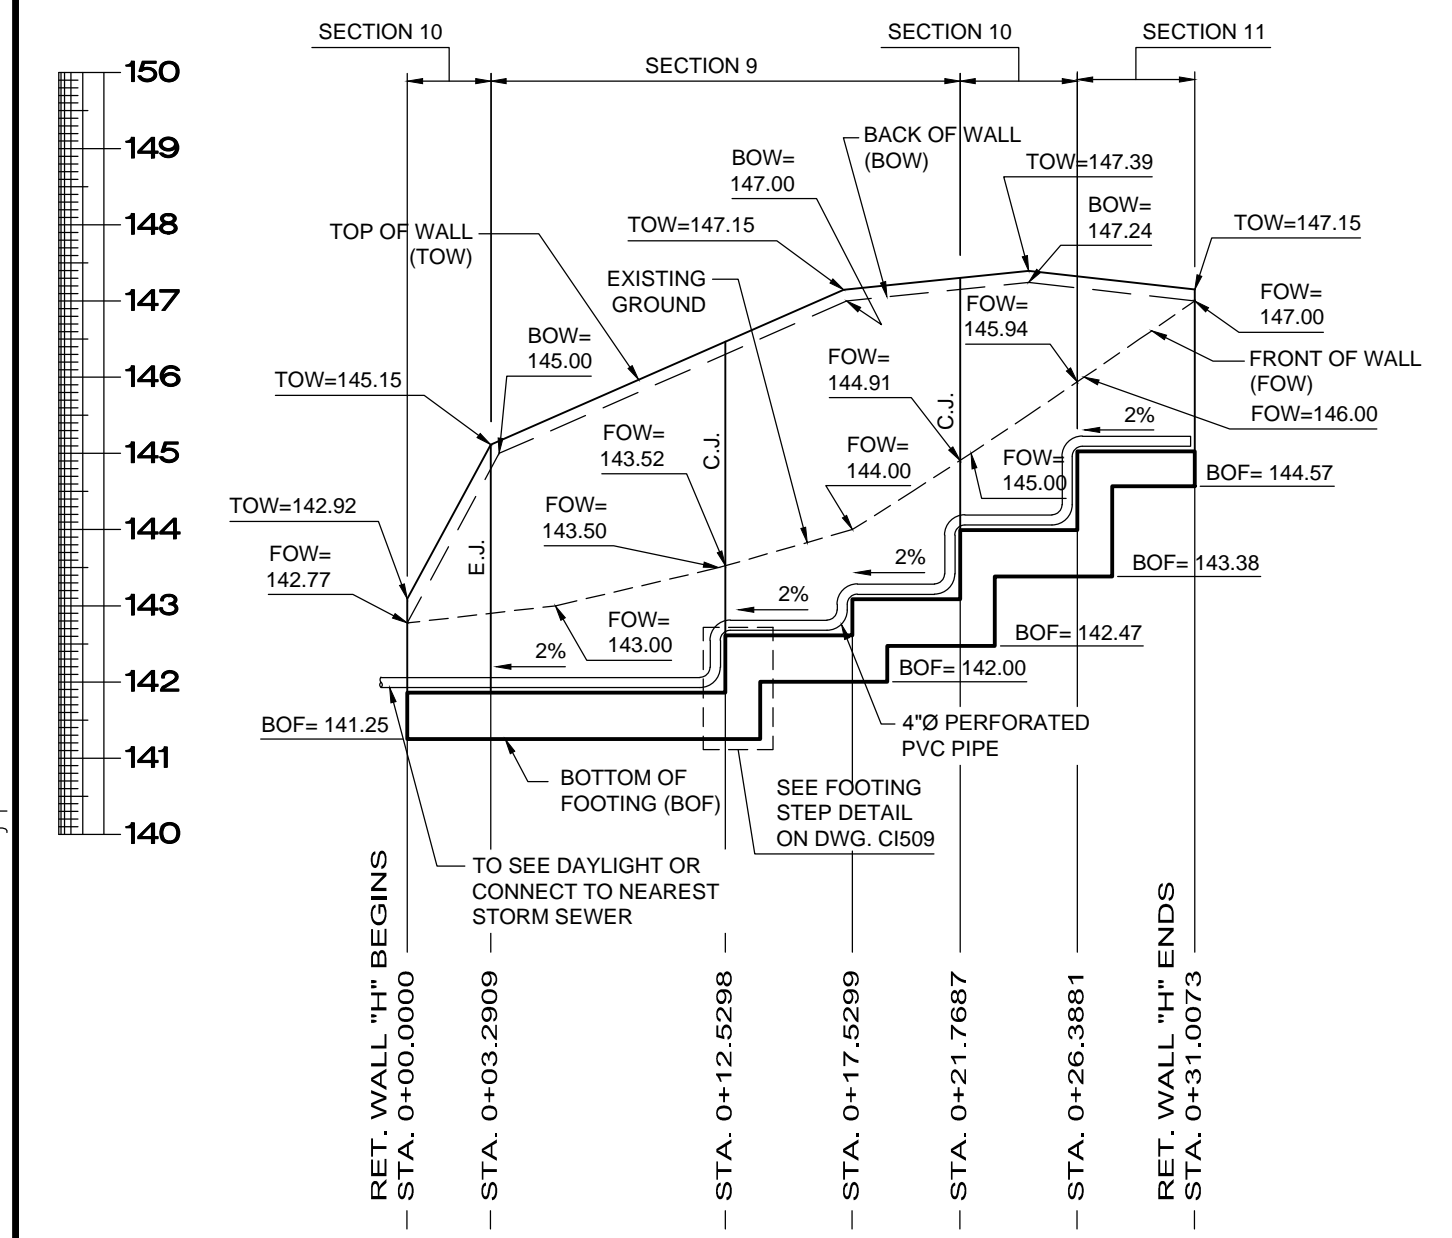 SECTION 10
SECTION 10
SECTION 11
SECTION 9
150
149
148
147
146
145
144
143
142
141
140
BACK OF WALL
(BOW)
BOW=
147.00
TOW=147.39
BOW=
147.24
TOW=147.15
TOW=147.15
TOP OF WALL
(TOW)
EXISTING
GROUND
FOW=
145.94
FOW=
147.00
BOW=
145.00
FOW=
144.91
FRONT OF WALL
(FOW)
TOW=145.15
FOW=146.00
2%
C.J.
C.J.
FOW=
143.52
FOW=
144.00
FOW=
145.00
BOF= 144.57
TOW=142.92
FOW=
143.50
E.J.
FOW=
142.77
2%
BOF= 143.38
2%
FOW=
143.00
BOF= 142.47
2%
BOF= 142.00
BOF= 141.25
4"Ø PERFORATED
PVC PIPE
BOTTOM OF
FOOTING (BOF)
SEE FOOTING
STEP DETAIL
ON DWG. CI509
TO SEE DAYLIGHT OR
CONNECT TO NEAREST
STORM SEWER
RET. WALL "H" BEGINS
STA. 0+00.0000
STA. 0+03.2909
STA. 0+12.5298
STA. 0+17.5299
STA. 0+21.7687
STA. 0+26.3881
RET. WALL "H" ENDS
STA. 0+31.0073